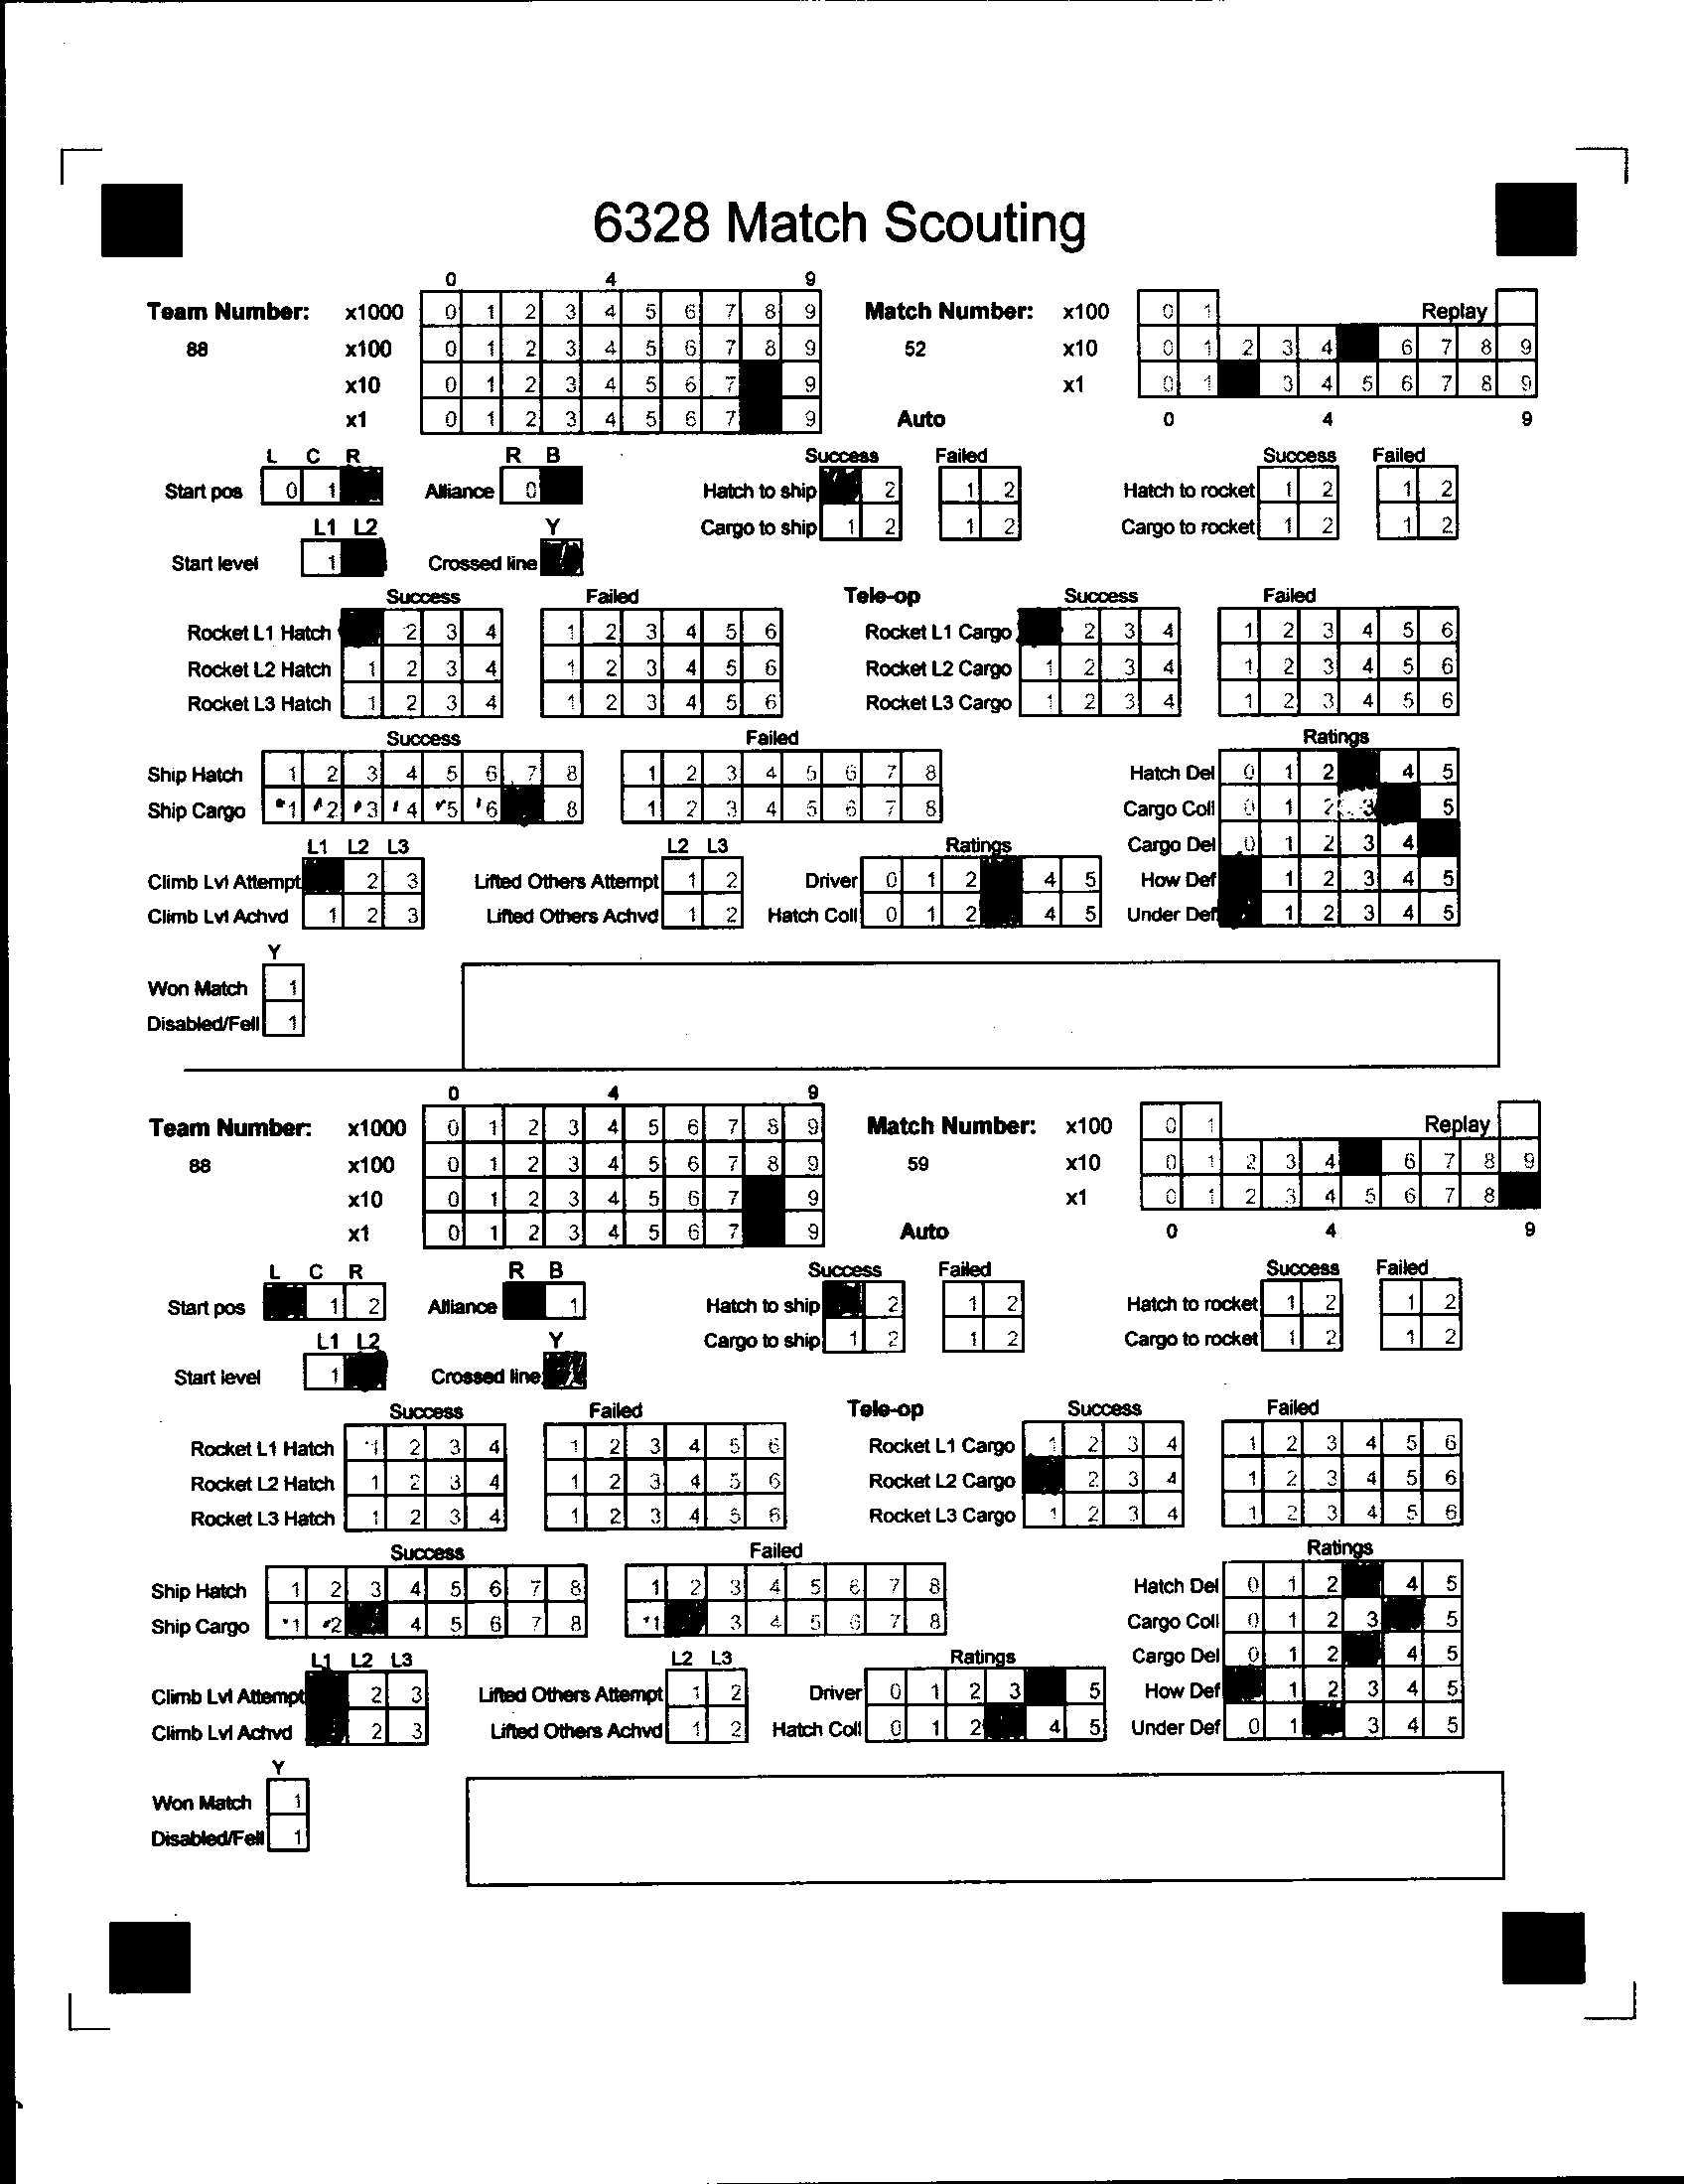 6328 Match Scouting
0 4 9
Team Number: x1000 0 1 2 3 4 5 6 7 8 9 Match Number: x100 0 1 Replay
88 x100 0 1 2 3 4 5 6 7 8 9 52 x10 0 1 2 3 4 6 7 8 9
x10 0 1 2 3 4 5 6 7 9 x1 0 1 3 4 5 6 7 8 9
x1 0 1 2 3 4 5 6 7 9 Auto 0 4 9
L C R R B Success Failed Success Failed
Start pos 0 1 Alliance 0 Hatch to ship 2 1 2 Hatch to rocket 1 2 1 2
L1 L2 Y Cargo to ship 1 2 1 2 Cargo to rocket 1 2 1 2
Start level 1 Crossed line
Success Failed Tele-op Success Failed
Rocket L1 Hatch 2 3 4 1 2 3 4 5 6 Rocket L1 Cargo 2 3 4 1 2 3 4 5 6
Rocket L2 Hatch 1 2 3 4 1 2 3 4 5 6 Rocket L2 Cargo 1 2 3 4 1 2 3 4 5 6
Rocket L3 Hatch 1 2 3 4 1 2 3 4 5 6 Rocket L3 Cargo 1 2 3 4 1 2 3 4 5 6
Success Failed Ratings
Ship Hatch 1 2 3 4 5 6 7 8 1 2 3 4 5 6 7 8 Hatch Del 0 1 2 4 5
Ship Cargo 1 2 3 4 5 6 8 1 2 3 4 5 6 7 8 Cargo Coll 0 1 2 3 5
L1 L2 L3 L2 L3 Ratings Cargo Del 0 1 2 3 4
Climb Lvl Attempt 2 3 Lifted Others Attempt 1 2 Driver 0 1 2 4 5 How Def 1 2 3 4 5
Climb Lvl Achvd 1 2 3 Lifted Others Achvd 1 2 Hatch Coll 0 1 2 4 5 Under Def 1 2 3 4 5
Y
Won Match 1
Disabled/Fell 1
0 4 9
Team Number: x1000 0 1 2 3 4 5 6 7 8 9 Match Number: x100 0 1 Replay
88 x100 0 1 2 3 4 5 6 7 8 9 59 x10 0 1 2 3 4 6 7 8 9
x10 0 1 2 3 4 5 6 7 9 x1 0 1 2 3 4 5 6 7 8
x1 0 1 2 3 4 5 6 7 9 Auto 0 4 9
L C R R B Success Failed Success Failed
Start pos 1 2 Alliance 1 Hatch to ship 2 1 2 Hatch to rocket 1 2 1 2
L1 L2 Y Cargo to ship 1 2 1 2 Cargo to rocket 1 2 1 2
Start level 1 Crossed line
Success Failed Tele-op Success Failed
Rocket L1 Hatch 1 2 3 4 1 2 3 4 5 6 Rocket L1 Cargo 1 2 3 4 1 2 3 4 5 6
Rocket L2 Hatch 1 2 3 4 1 2 3 4 5 6 Rocket L2 Cargo 2 3 4 1 2 3 4 5 6
Rocket L3 Hatch 1 2 3 4 1 2 3 4 5 6 Rocket L3 Cargo 1 2 3 4 1 2 3 4 5 6
Success Failed Ratings
Ship Hatch 1 2 3 4 5 6 7 8 1 2 3 4 5 6 7 8 Hatch Del 0 1 2 4 5
Ship Cargo 1 2 4 5 6 7 8 1 3 4 5 6 7 8 Cargo Coll 0 1 2 3 5
L1 L2 L3 L2 L3 Ratings Cargo Del 0 1 2 4 5
Climb Lvl Attempt 2 3 Lifted Others Attempt 1 2 Driver 0 1 2 3 5 How Def 1 2 3 4 5
Climb Lvl Achvd 2 3 Lifted Others Achvd 1 2 Hatch Coll 0 1 2 4 5 Under Def 0 1 3 4 5
Y
Won Match 1
Disabled/Fell 1